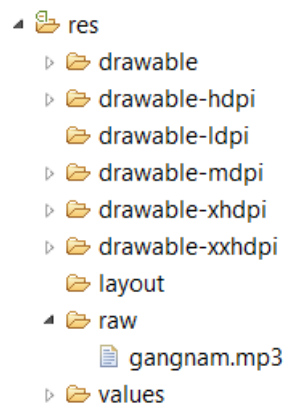 res
drawable
drawable-hdpi
drawable-ldpi
drawable-mdpi
drawable-xhdpi
drawable-xxhdpi
layout
raw
gangnam.mp3
values